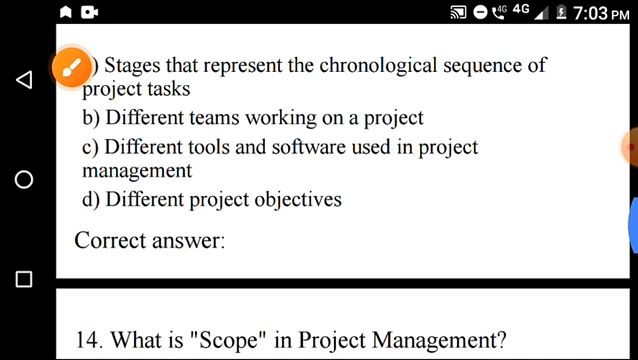 4G 4G 7:03 PM
) Stages that represent the chronological sequence of
project tasks
b) Different teams working on a project
c) Different tools and software used in project
management
d) Different project objectives
Correct answer:
14. What is "Scope" in Project Management?